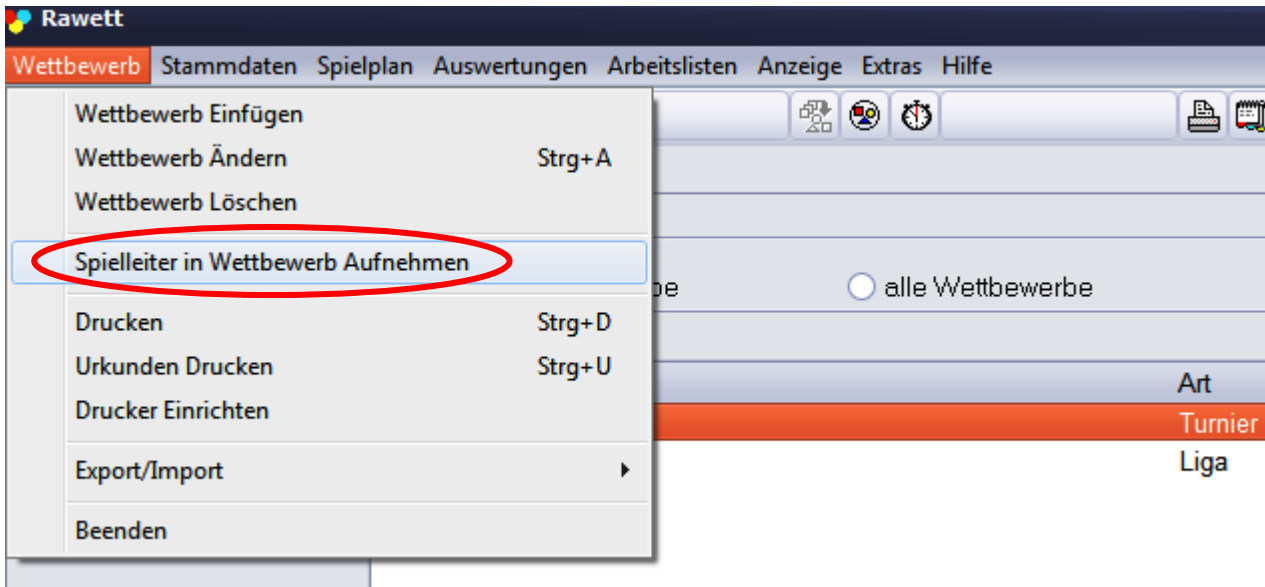 Rawett
Wettbewerb Stammdaten Spielplan Auswertungen Arbeitslisten Anzeige Extras Hilfe
Wettbewerb Einfügen
Wettbewerb Ändern Strg+A
Wettbewerb Löschen
Spielleiter in Wettbewerb Aufnehmen
alle Wettbewerbe
Drucken Strg+D
Urkunden Drucken Strg+U
Drucker Einrichten
Art
Turnier
Export/Import
Liga
Beenden